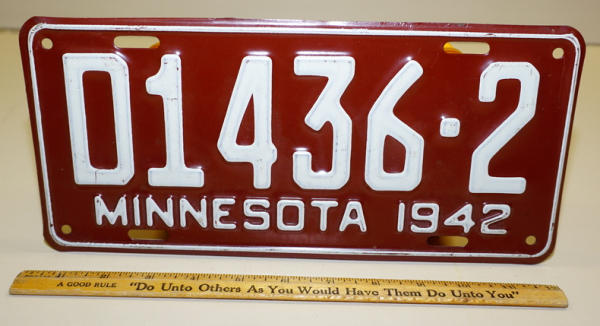 D1436·2
MINNESOTA 1942
A GOOD RULE "Do Unto Others As You Would Have Them Do Unto You"